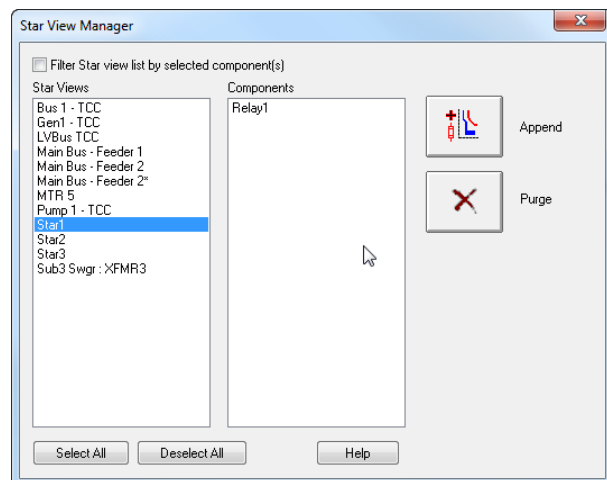 Star View Manager
Filter Star view list by selected component(s)
Star Views
Components
Bus 1 - TCC
Gen1 - TCC
LVBus TCC
Main Bus - Feeder 1
Main Bus - Feeder 2
Main Bus - Feeder 2*
MTR 5
Pump 1 - TCC
Star1
Star2
Star3
Sub3 Swgr : XFMR3
Relay1
Append
Purge
Select All
Deselect All
Help